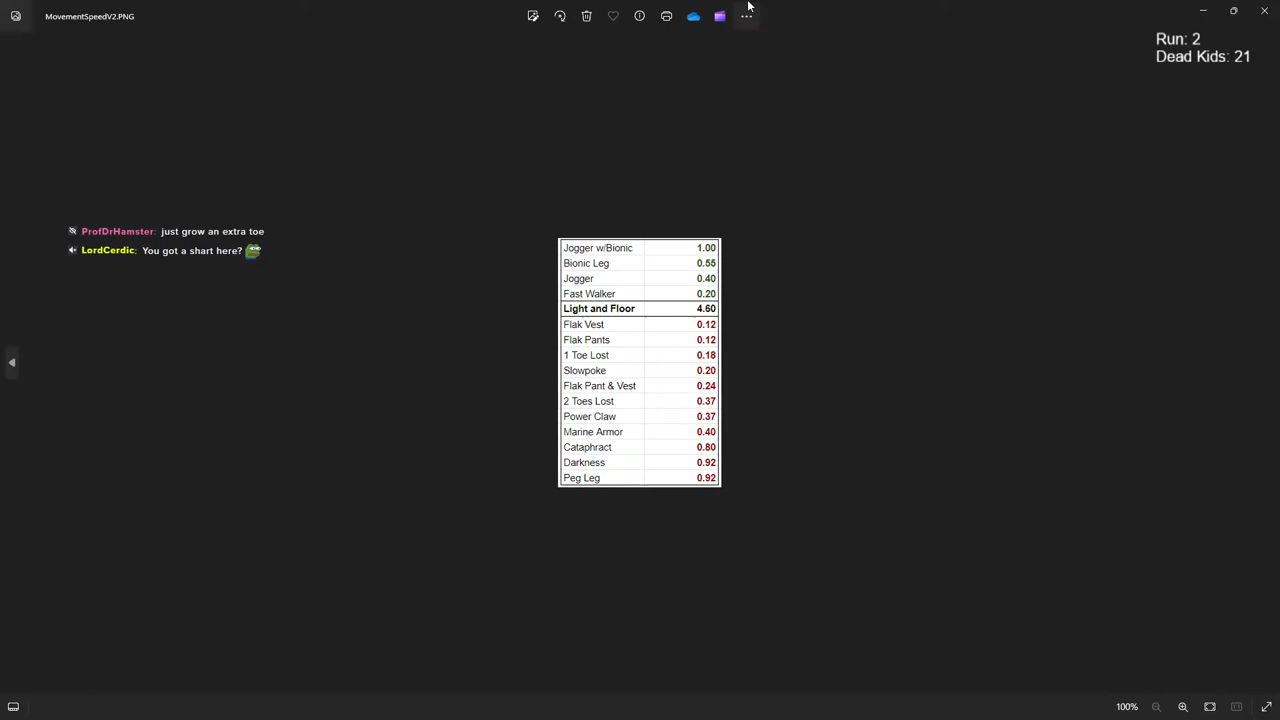 MovementSpeedV2.PNG
Run: 2
Dead Kids: 21
ProfDrHamster: just grow an extra toe
LordCerdic: You got a shart here?
Jogger w/Bionic 1.00
Bionic Leg 0.55
Jogger 0.40
Fast Walker 0.20
Light and Floor 4.60
Flak Vest 0.12
Flak Pants 0.12
1 Toe Lost 0.18
Slowpoke 0.20
Flak Pant & Vest 0.24
2 Toes Lost 0.37
Power Claw 0.37
Marine Armor 0.40
Cataphract 0.80
Darkness 0.92
Peg Leg 0.92
100%